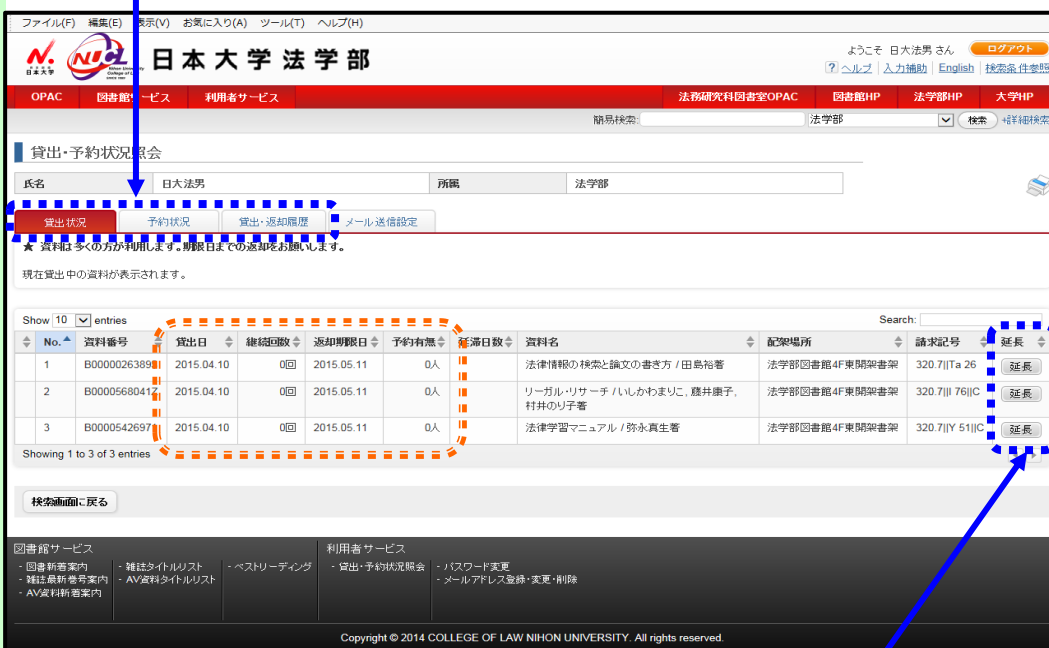 ファイル(F) 編集(E) 表示(V) お気に入り(A) ツール(T) ヘルプ(H)
N. 日本大学 NICL Nihon University College of Law 日本大学法学部
ようこそ 日大法男 さん ログアウト
? ヘルプ 入力補助 English 検索条件参照
OPAC 図書館サービス 利用者サービス 法務研究科図書室OPAC 図書館HP 法学部HP 大学HP
簡易検索: 法学部 検索 +詳細検索
貸出・予約状況照会
氏名 日大法男 所属 法学部
貸出状況 予約状況 貸出・返却履歴 メール送信設定
★ 資料は多くの方が利用します。期限日までの返却をお願いします。
現在貸出中の資料が表示されます。
Show 10 entries Search:
No. 資料番号 貸出日 継続回数 返却期限日 予約有無 延滞日数 資料名 配架場所 請求記号 延長
1 B0000026389 2015.04.10 0回 2015.05.11 0人 法律情報の検索と論文の書き方 / 田島裕著 法学部図書館4F東開架書架 320.7||Ta 26 延長
2 B0000568041 2015.04.10 0回 2015.05.11 0人 リーガル・リサーチ / いしかわまりこ, 藤井康子,
村井のり子著 法学部図書館4F東開架書架 320.7||I 76||C 延長
3 B0000542697 2015.04.10 0回 2015.05.11 0人 法律学習マニュアル / 弥永真生著 法学部図書館4F東開架書架 320.7||Y 51||C 延長
Showing 1 to 3 of 3 entries
検索画面に戻る
図書館サービス 利用者サービス
- 図書新着案内 - 雑誌タイトルリスト - ベストリーディング - 貸出・予約状況照会 - パスワード変更
- 雑誌最新巻号案内 - AV資料タイトルリスト - メールアドレス登録・変更・削除
- AV資料新着案内
Copyright © 2014 COLLEGE OF LAW NIHON UNIVERSITY. All rights reserved.